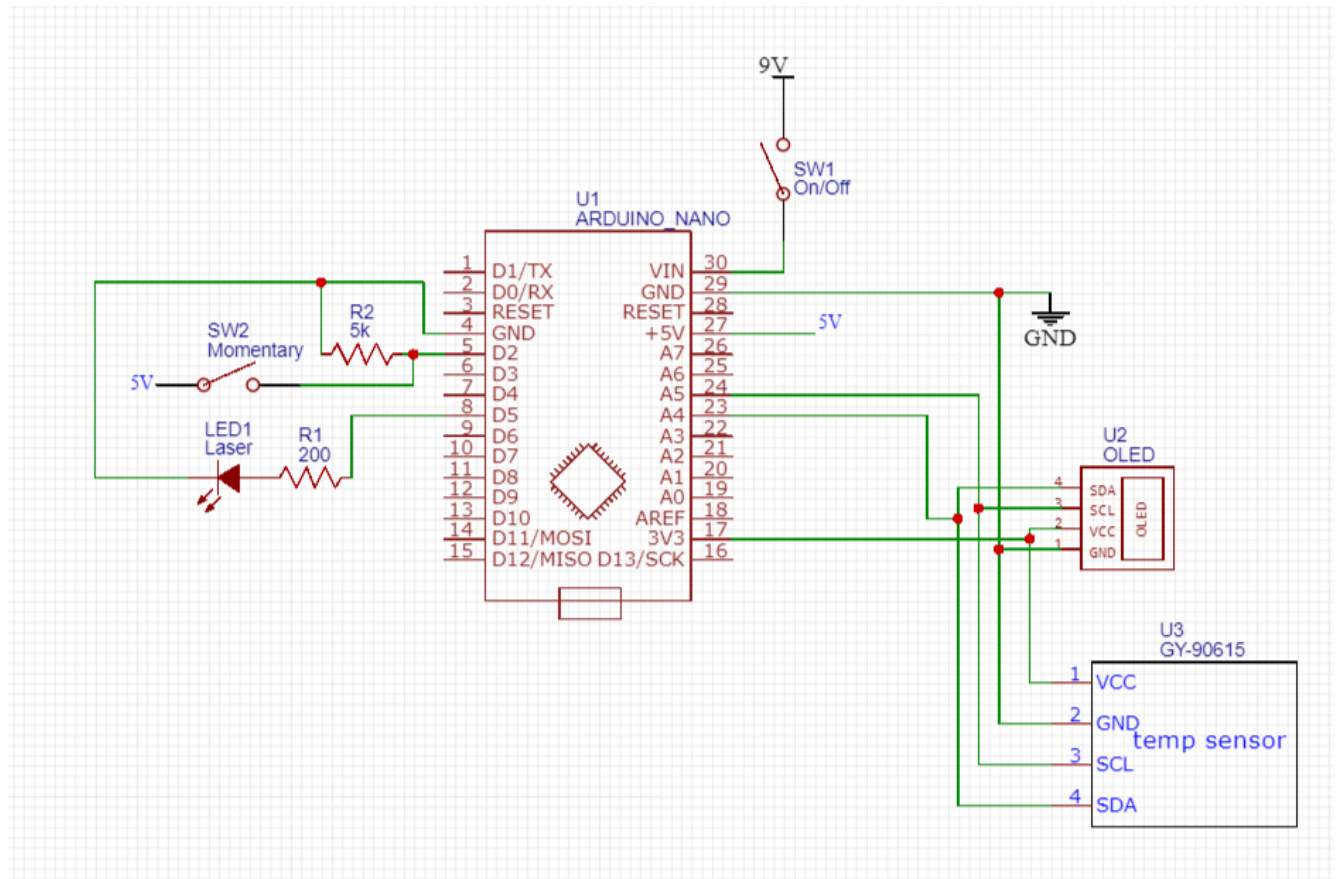 9V
SW1
On/Off
U1
ARDUINO_NANO
1 D1/TX VIN 30
2 D0/RX GND 29
3 RESET RESET 28
4 GND +5V 27
5 D2 A7 26
6 D3 A6 25
7 D4 A5 24
8 D5 A4 23
9 D6 A3 22
10 D7 A2 21
11 D8 A1 20
12 D9 A0 19
13 D10 AREF 18
14 D11/MOSI 3V3 17
15 D12/MISO D13/SCK 16
5V
GND
R2
5k
SW2
Momentary
5V
LED1
Laser
R1
200
U2
OLED
4 SDA
3 SCL
2 VCC
1 GND
OLED
U3
GY-90615
1 VCC
2 GND
temp sensor
3 SCL
4 SDA